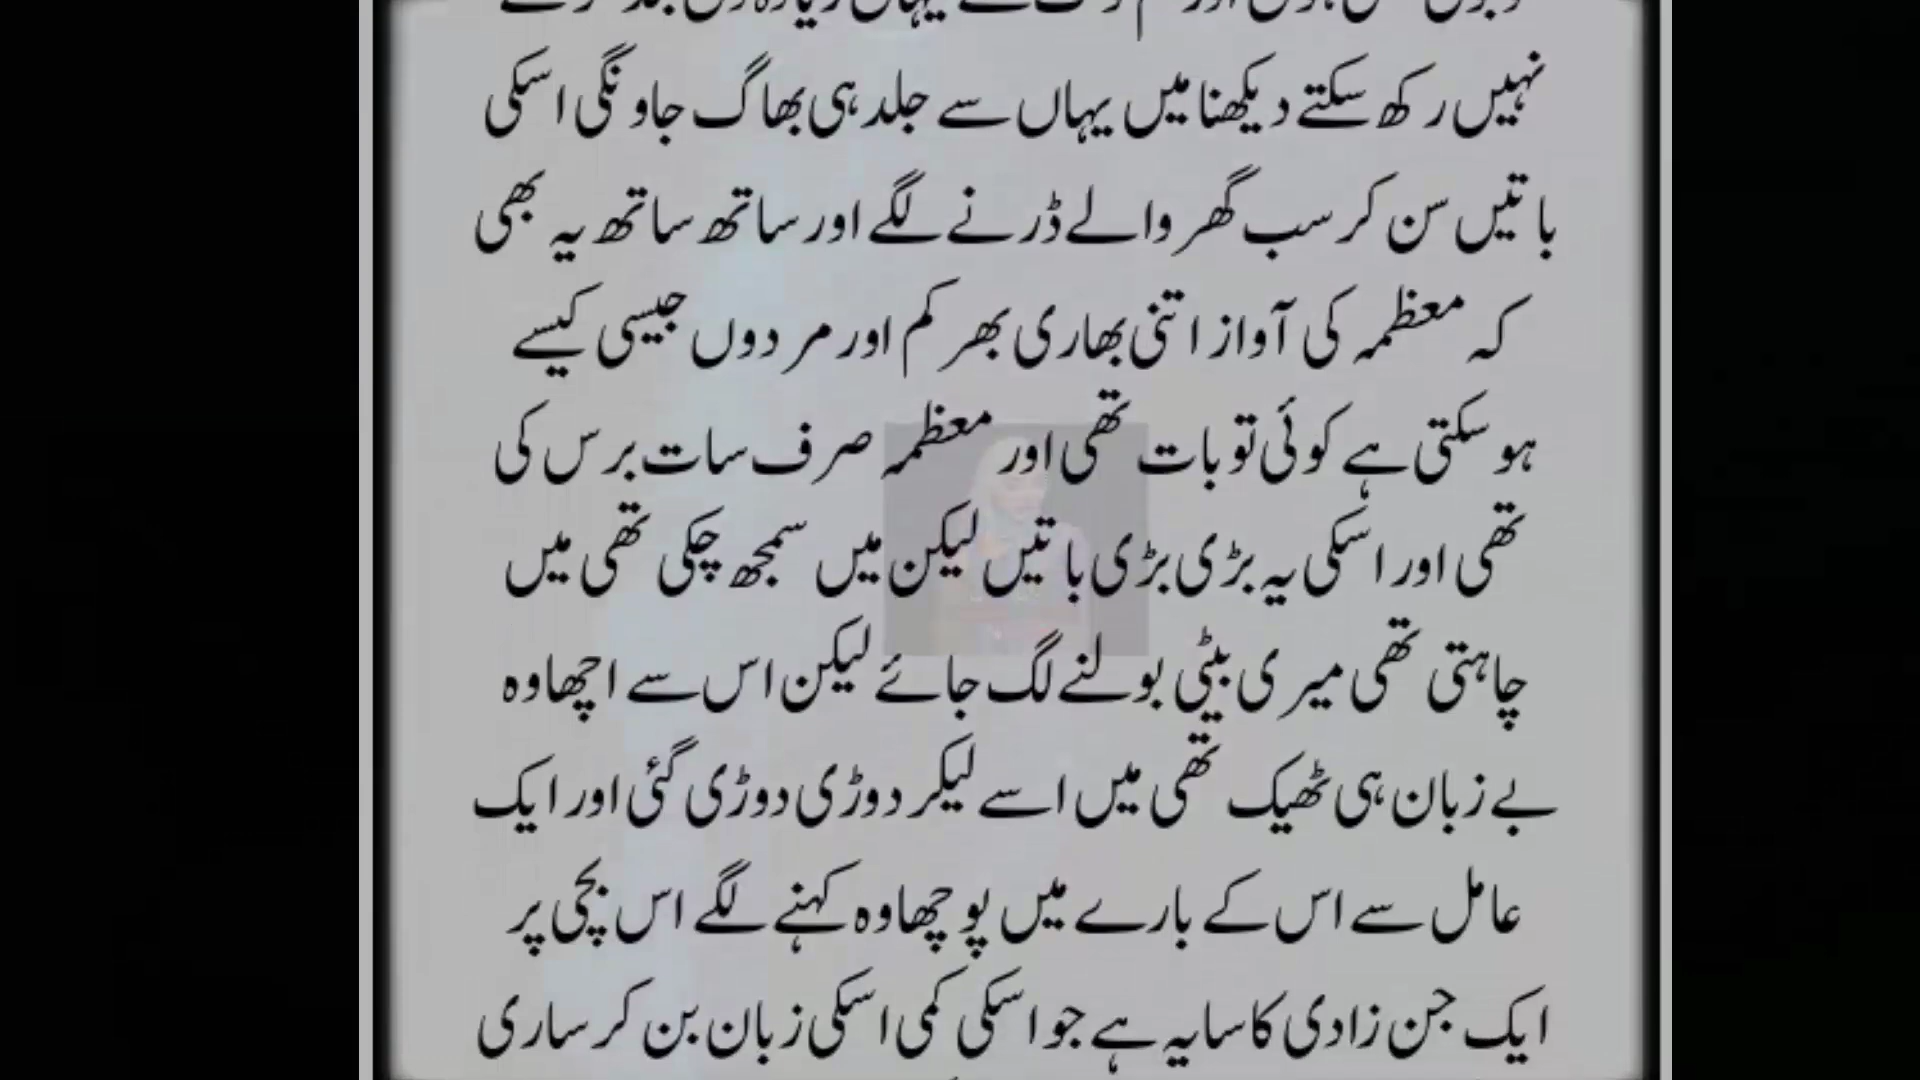 نہیں رکھ سکتے دیکھنا میں یہاں سے جلد ہی بھاگ جاونگی اسکی
باتیں سن کر سب گھر والے ڈرنے لگے اور ساتھ ساتھ یہ بھی
کہ معظمہ کی آواز اتنی بھاری بھر کم اور مردوں جیسی کیسے
ہو سکتی ہے کوئی تو بات تھی اور معظمہ صرف سات برس کی
تھی اور اسکی یہ بڑی بڑی باتیں لیکن میں سمجھ چکی تھی میں
چاہتی تھی میری بیٹی بولنے لگ جائے لیکن اس سے اچھا وہ
بے زبان ہی ٹھیک تھی میں اسے لیکر دوڑی دوڑی گئی اور ایک
عامل سے اس کے بارے میں پوچھا وہ کہنے لگے اس بچی پر
ایک جن زادی کا سایہ ہے جو اسکی کمی اسکی زبان بن کر ساری